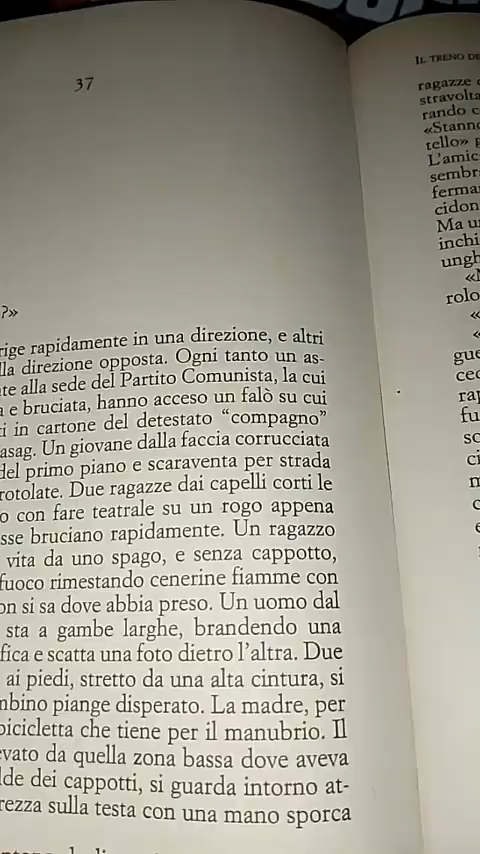 37
?»
rige rapidamente in una direzione, e altri
lla direzione opposta. Ogni tanto un as-
te alla sede del Partito Comunista, la cui
a e bruciata, hanno acceso un falò su cui
i in cartone del detestato “compagno”
asag. Un giovane dalla faccia corrucciata
del primo piano e scaraventa per strada
rotolate. Due ragazze dai capelli corti le
o con fare teatrale su un rogo appena
sse bruciano rapidamente. Un ragazzo
vita da uno spago, e senza cappotto,
fuoco rimestando cenerine fiamme con
on si sa dove abbia preso. Un uomo dal
sta a gambe larghe, brandendo una
fica e scatta una foto dietro l’altra. Due
ai piedi, stretto da una alta cintura, si
mbino piange disperato. La madre, per
bicicletta che tiene per il manubrio. Il
evato da quella zona bassa dove aveva
lde dei cappotti, si guarda intorno at-
rezza sulla testa con una mano sporca
IL TRENO DE
ragazze
stravolta
rando c
«Stann
tello» g
L’amic
sembr
ferma
cidon
Ma u
inchi
ungh
rolo
«
«
gue
cec
rap
fu
sc
ci